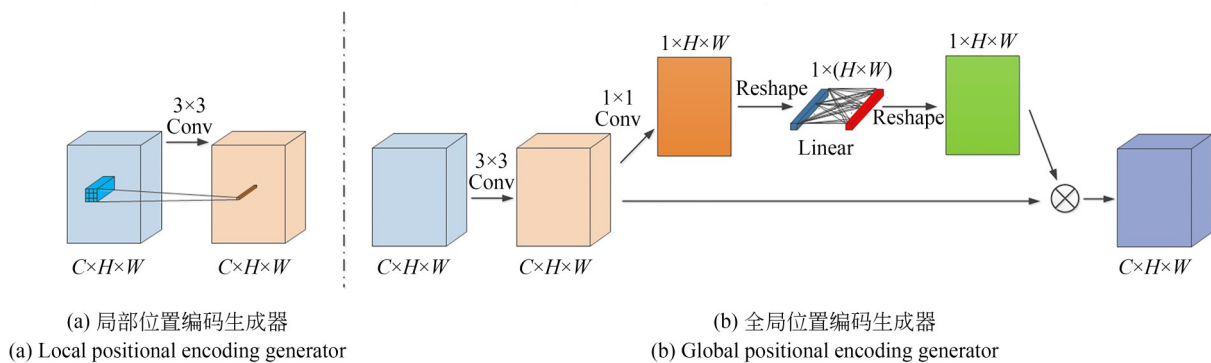 3×3
Conv
C×H×W
C×H×W
(a) 局部位置编码生成器
(a) Local positional encoding generator
3×3
Conv
C×H×W
C×H×W
1×1
Conv
1×H×W
Reshape
1×(H×W)
Linear
Reshape
1×H×W
C×H×W
(b) 全局位置编码生成器
(b) Global positional encoding generator